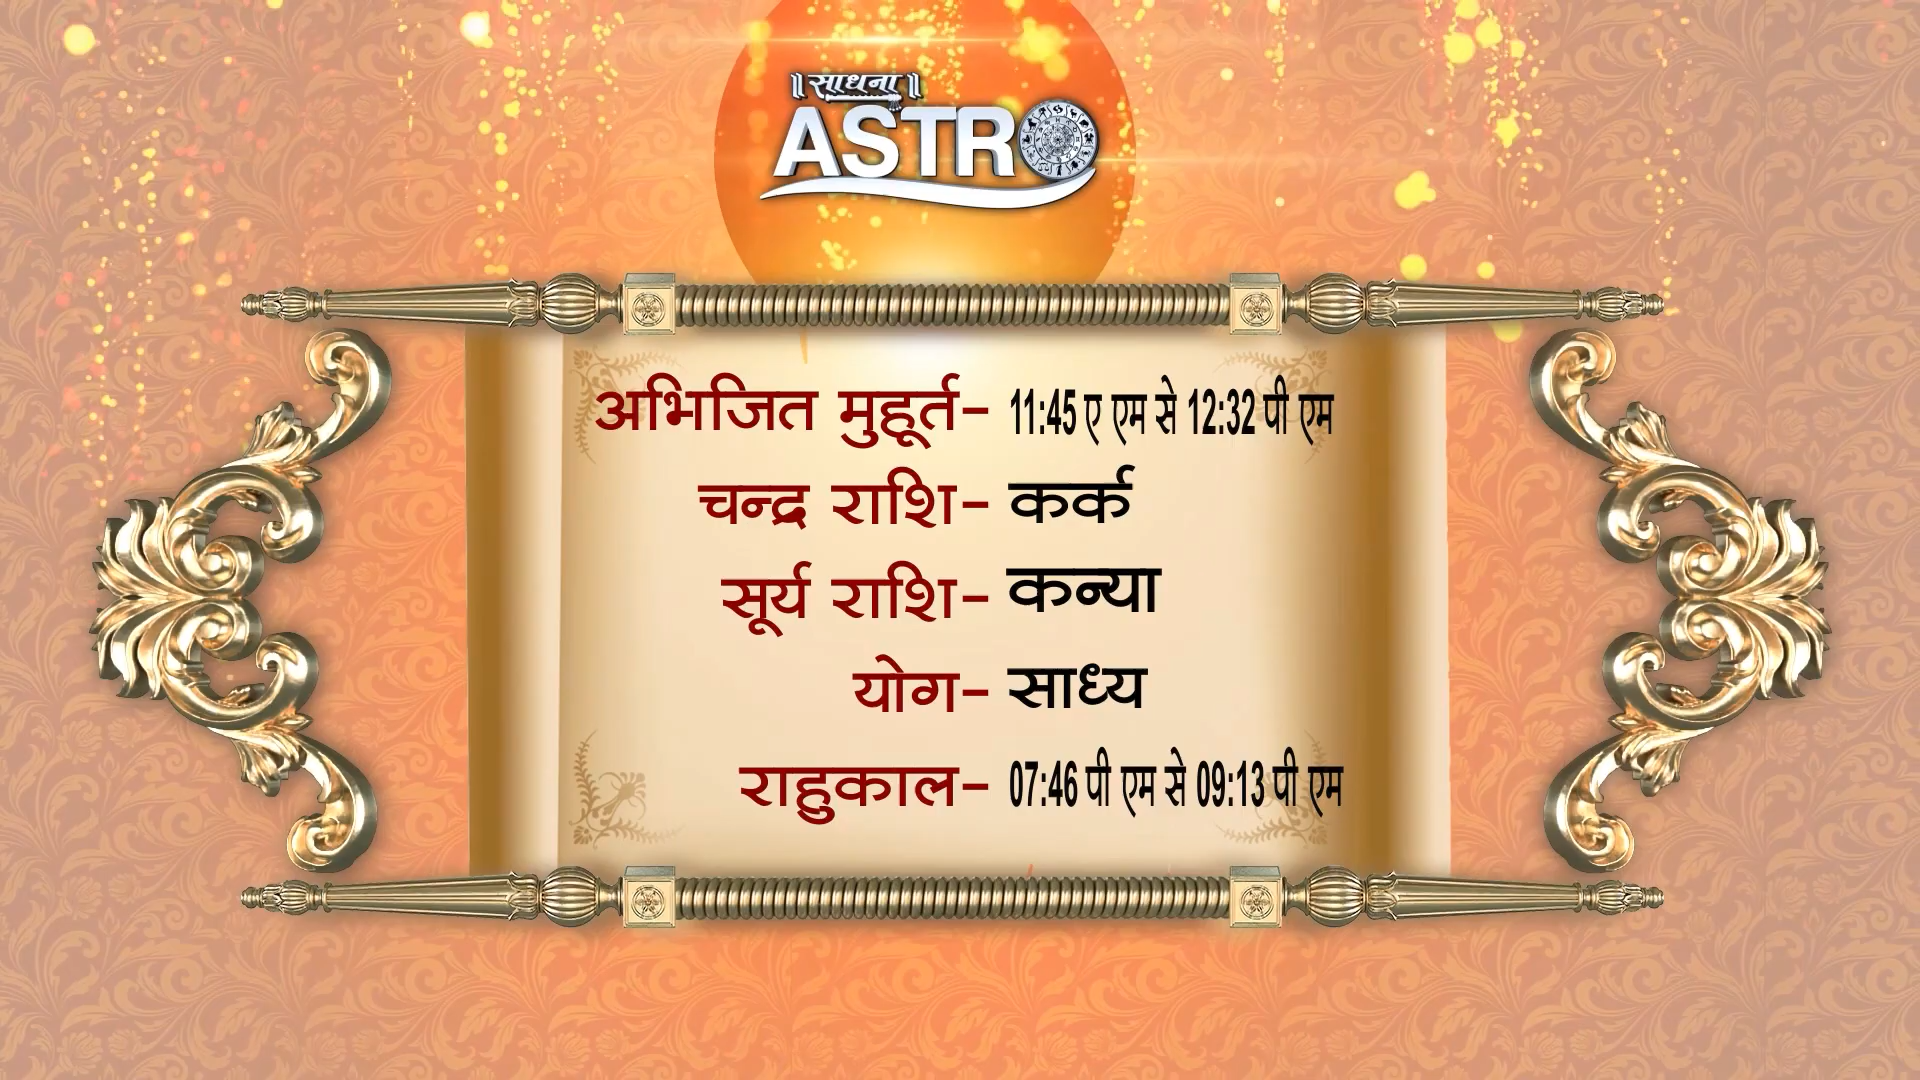 ॥ साधना ॥
ASTRO
अभिजित मुहूर्त- 11:45 ए एम से 12:32 पी एम
चन्द्र राशि- कर्क
सूर्य राशि- कन्या
योग- साध्य
राहुकाल- 07:46 पी एम से 09:13 पी एम